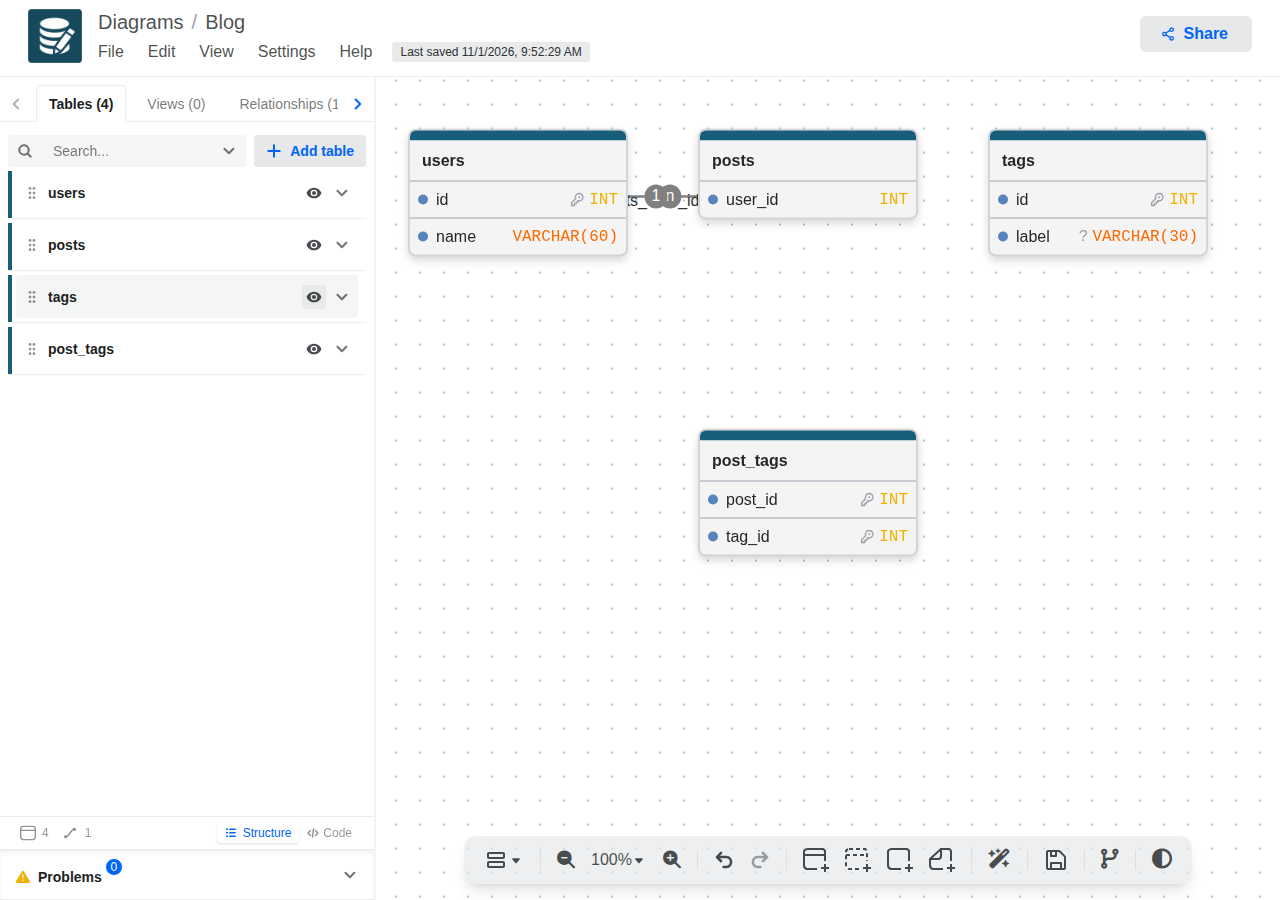 Diagrams / Blog
File Edit View Settings Help Last saved 11/1/2026, 9:52:29 AM
Share
Tables (4) Views (0) Relationships (1
Search... Add table
users
posts
tags
post_tags
users
id INT
name VARCHAR(60)
1 n
posts
user_id INT
tags
id INT
label ? VARCHAR(30)
post_tags
post_id INT
tag_id INT
4 1 Structure Code
Problems 0
100%